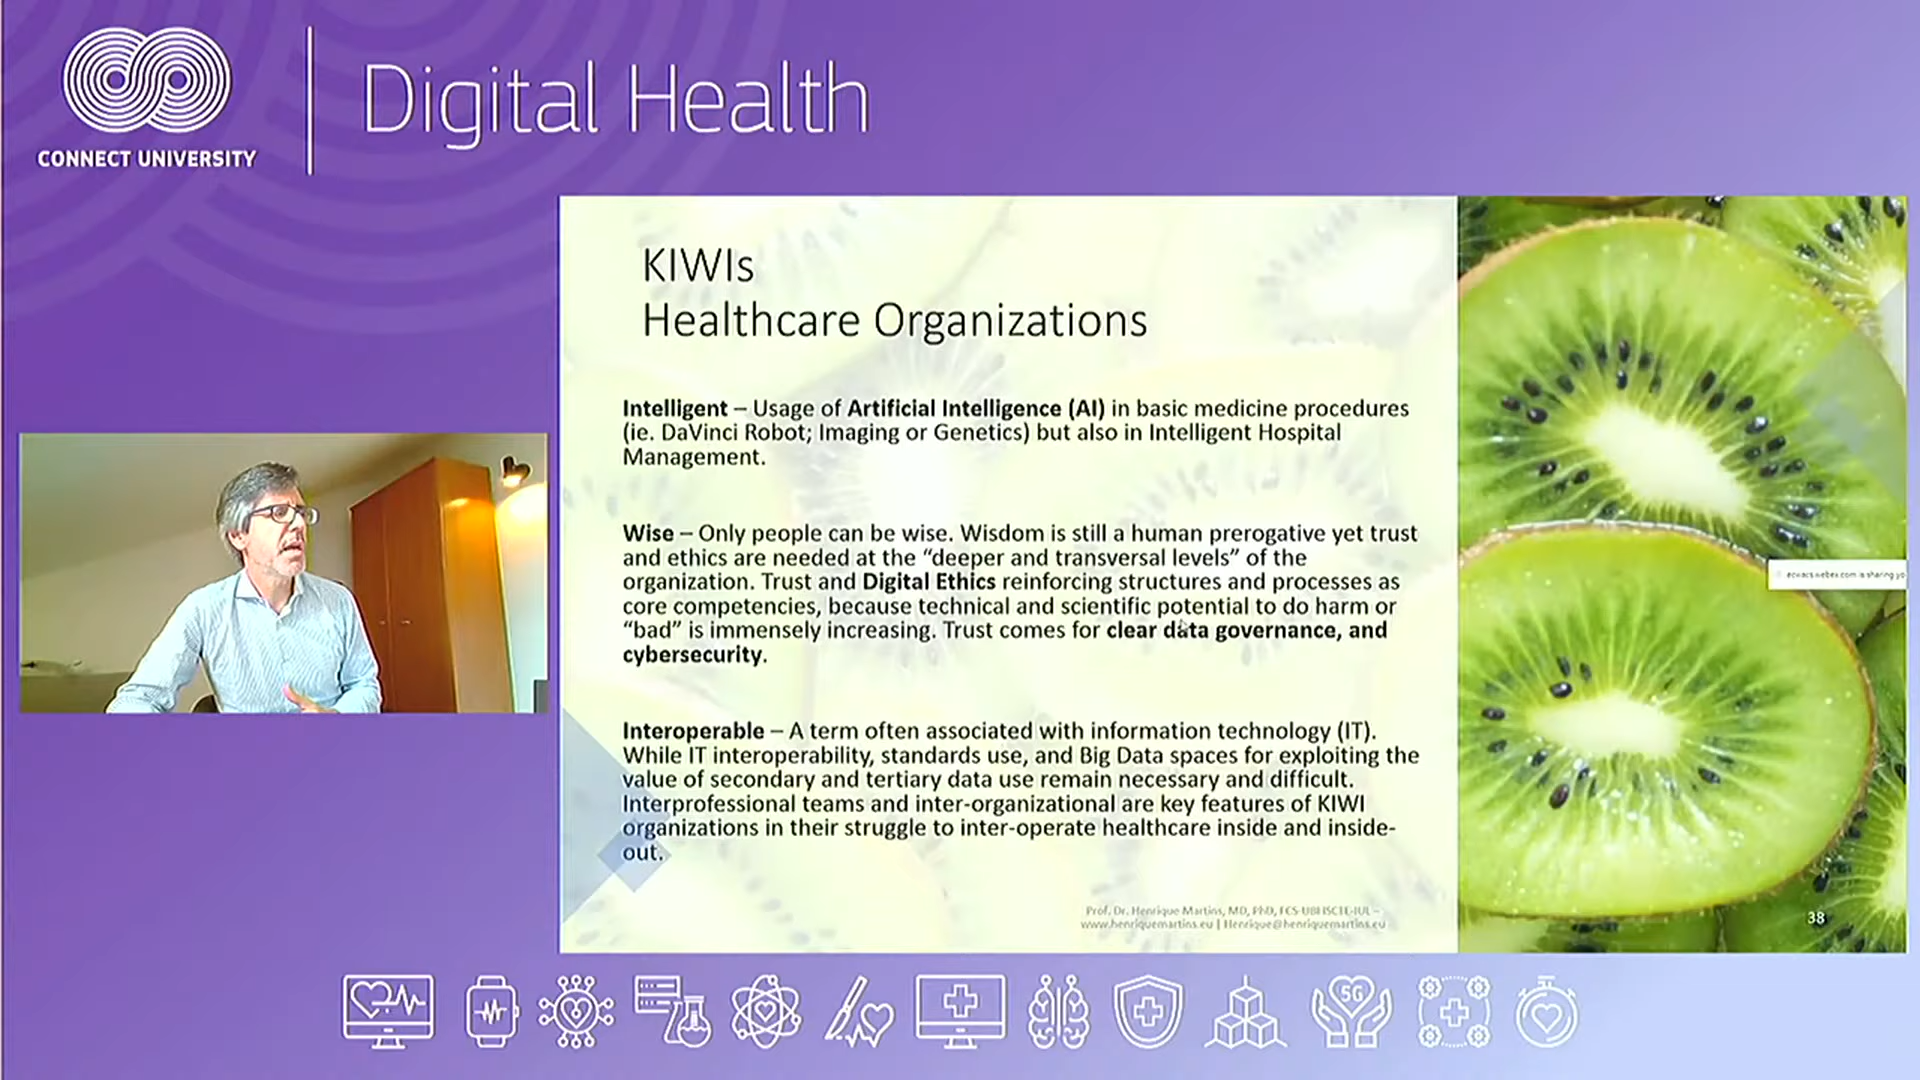 CONNECT UNIVERSITY
Digital Health
KIWIs
Healthcare Organizations
Intelligent – Usage of Artificial Intelligence (AI) in basic medicine procedures
(ie. DaVinci Robot; Imaging or Genetics) but also in Intelligent Hospital
Management.
Wise – Only people can be wise. Wisdom is still a human prerogative yet trust
and ethics are needed at the “deeper and transversal levels” of the
organization. Trust and Digital Ethics reinforcing structures and processes as
core competencies, because technical and scientific potential to do harm or
“bad” is immensely increasing. Trust comes for clear data governance, and
cybersecurity.
Interoperable – A term often associated with information technology (IT).
While IT interoperability, standards use, and Big Data spaces for exploiting the
value of secondary and tertiary data use remain necessary and difficult.
Interprofessional teams and inter-organizational are key features of KIWI
organizations in their struggle to inter-operate healthcare inside and inside-
out.
Prof. Dr. Henrique Martins, MD, PhD,
www.henriquemartins.eu | Henrique@henriquemartins.eu
38
is sharing
5G